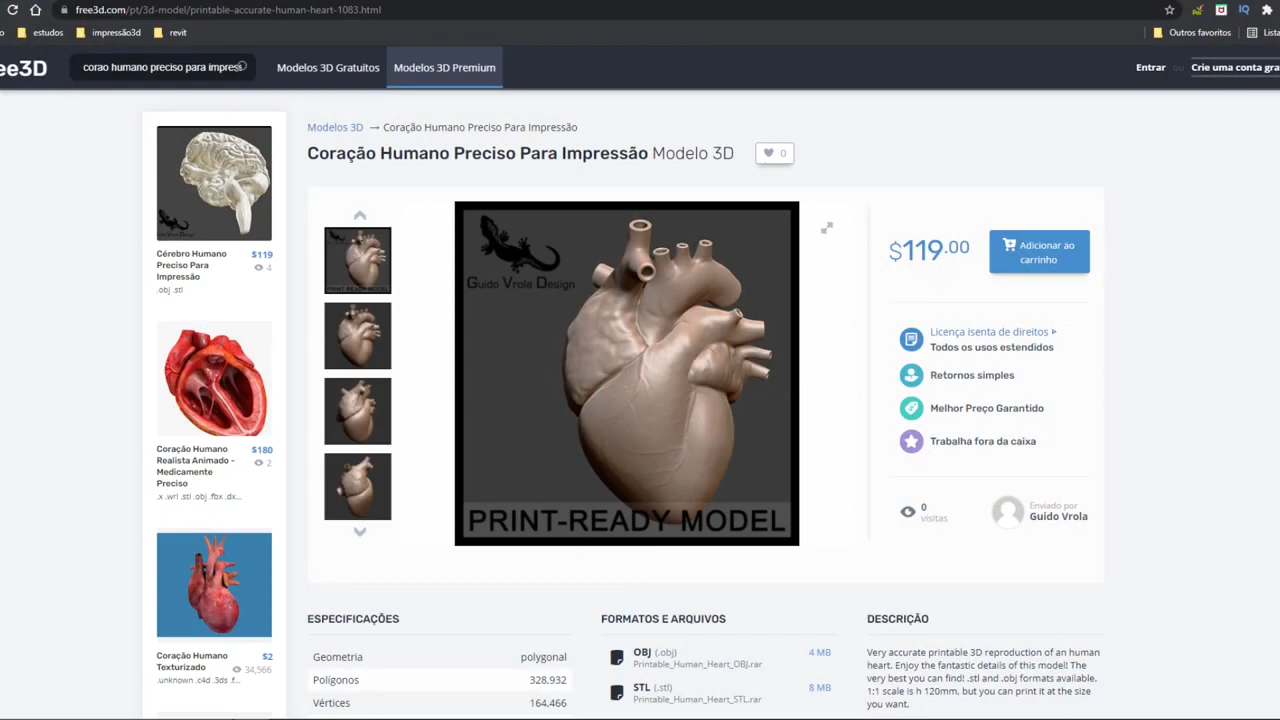 free3d.com/pt/3d-model/printable-accurate-human-heart-1083.html
estudos impressão3d revit Outros favoritos Lista
ee3D corao humano preciso para impress Modelos 3D Gratuitos Modelos 3D Premium Entrar ou Crie uma conta gra
Modelos 3D → Coração Humano Preciso Para Impressão
Coração Humano Preciso Para Impressão Modelo 3D 0
Cérebro Humano
Preciso Para
Impressão
$119
4
.obj .stl
Coração Humano
Realista Animado -
Medicamente
Preciso
$180
2
.x .wrl .stl .obj .fbx .dx...
Coração Humano
Texturizado
$2
34,566
.unknown .c4d .3ds .f...
Guido Vrola Design
PRINT-READY MODEL
$119.00
Adicionar ao
carrinho
Licença isenta de direitos
Todos os usos estendidos
Retornos simples
Melhor Preço Garantido
Trabalha fora da caixa
0
visitas
Enviado por
Guido Vrola
ESPECIFICAÇÕES
Geometria polygonal
Polígonos 328.932
Vértices 164,466
FORMATOS E ARQUIVOS
OBJ (.obj) 4 MB
Printable_Human_Heart_OBJ.rar
STL (.stl) 8 MB
Printable_Human_Heart_STL.rar
DESCRIÇÃO
Very accurate printable 3D reproduction of an human
heart. Enjoy the fantastic details of this model! The
very best you can find! .stl and .obj formats available.
1:1 scale is h 120mm, but you can print it at the size
you want.